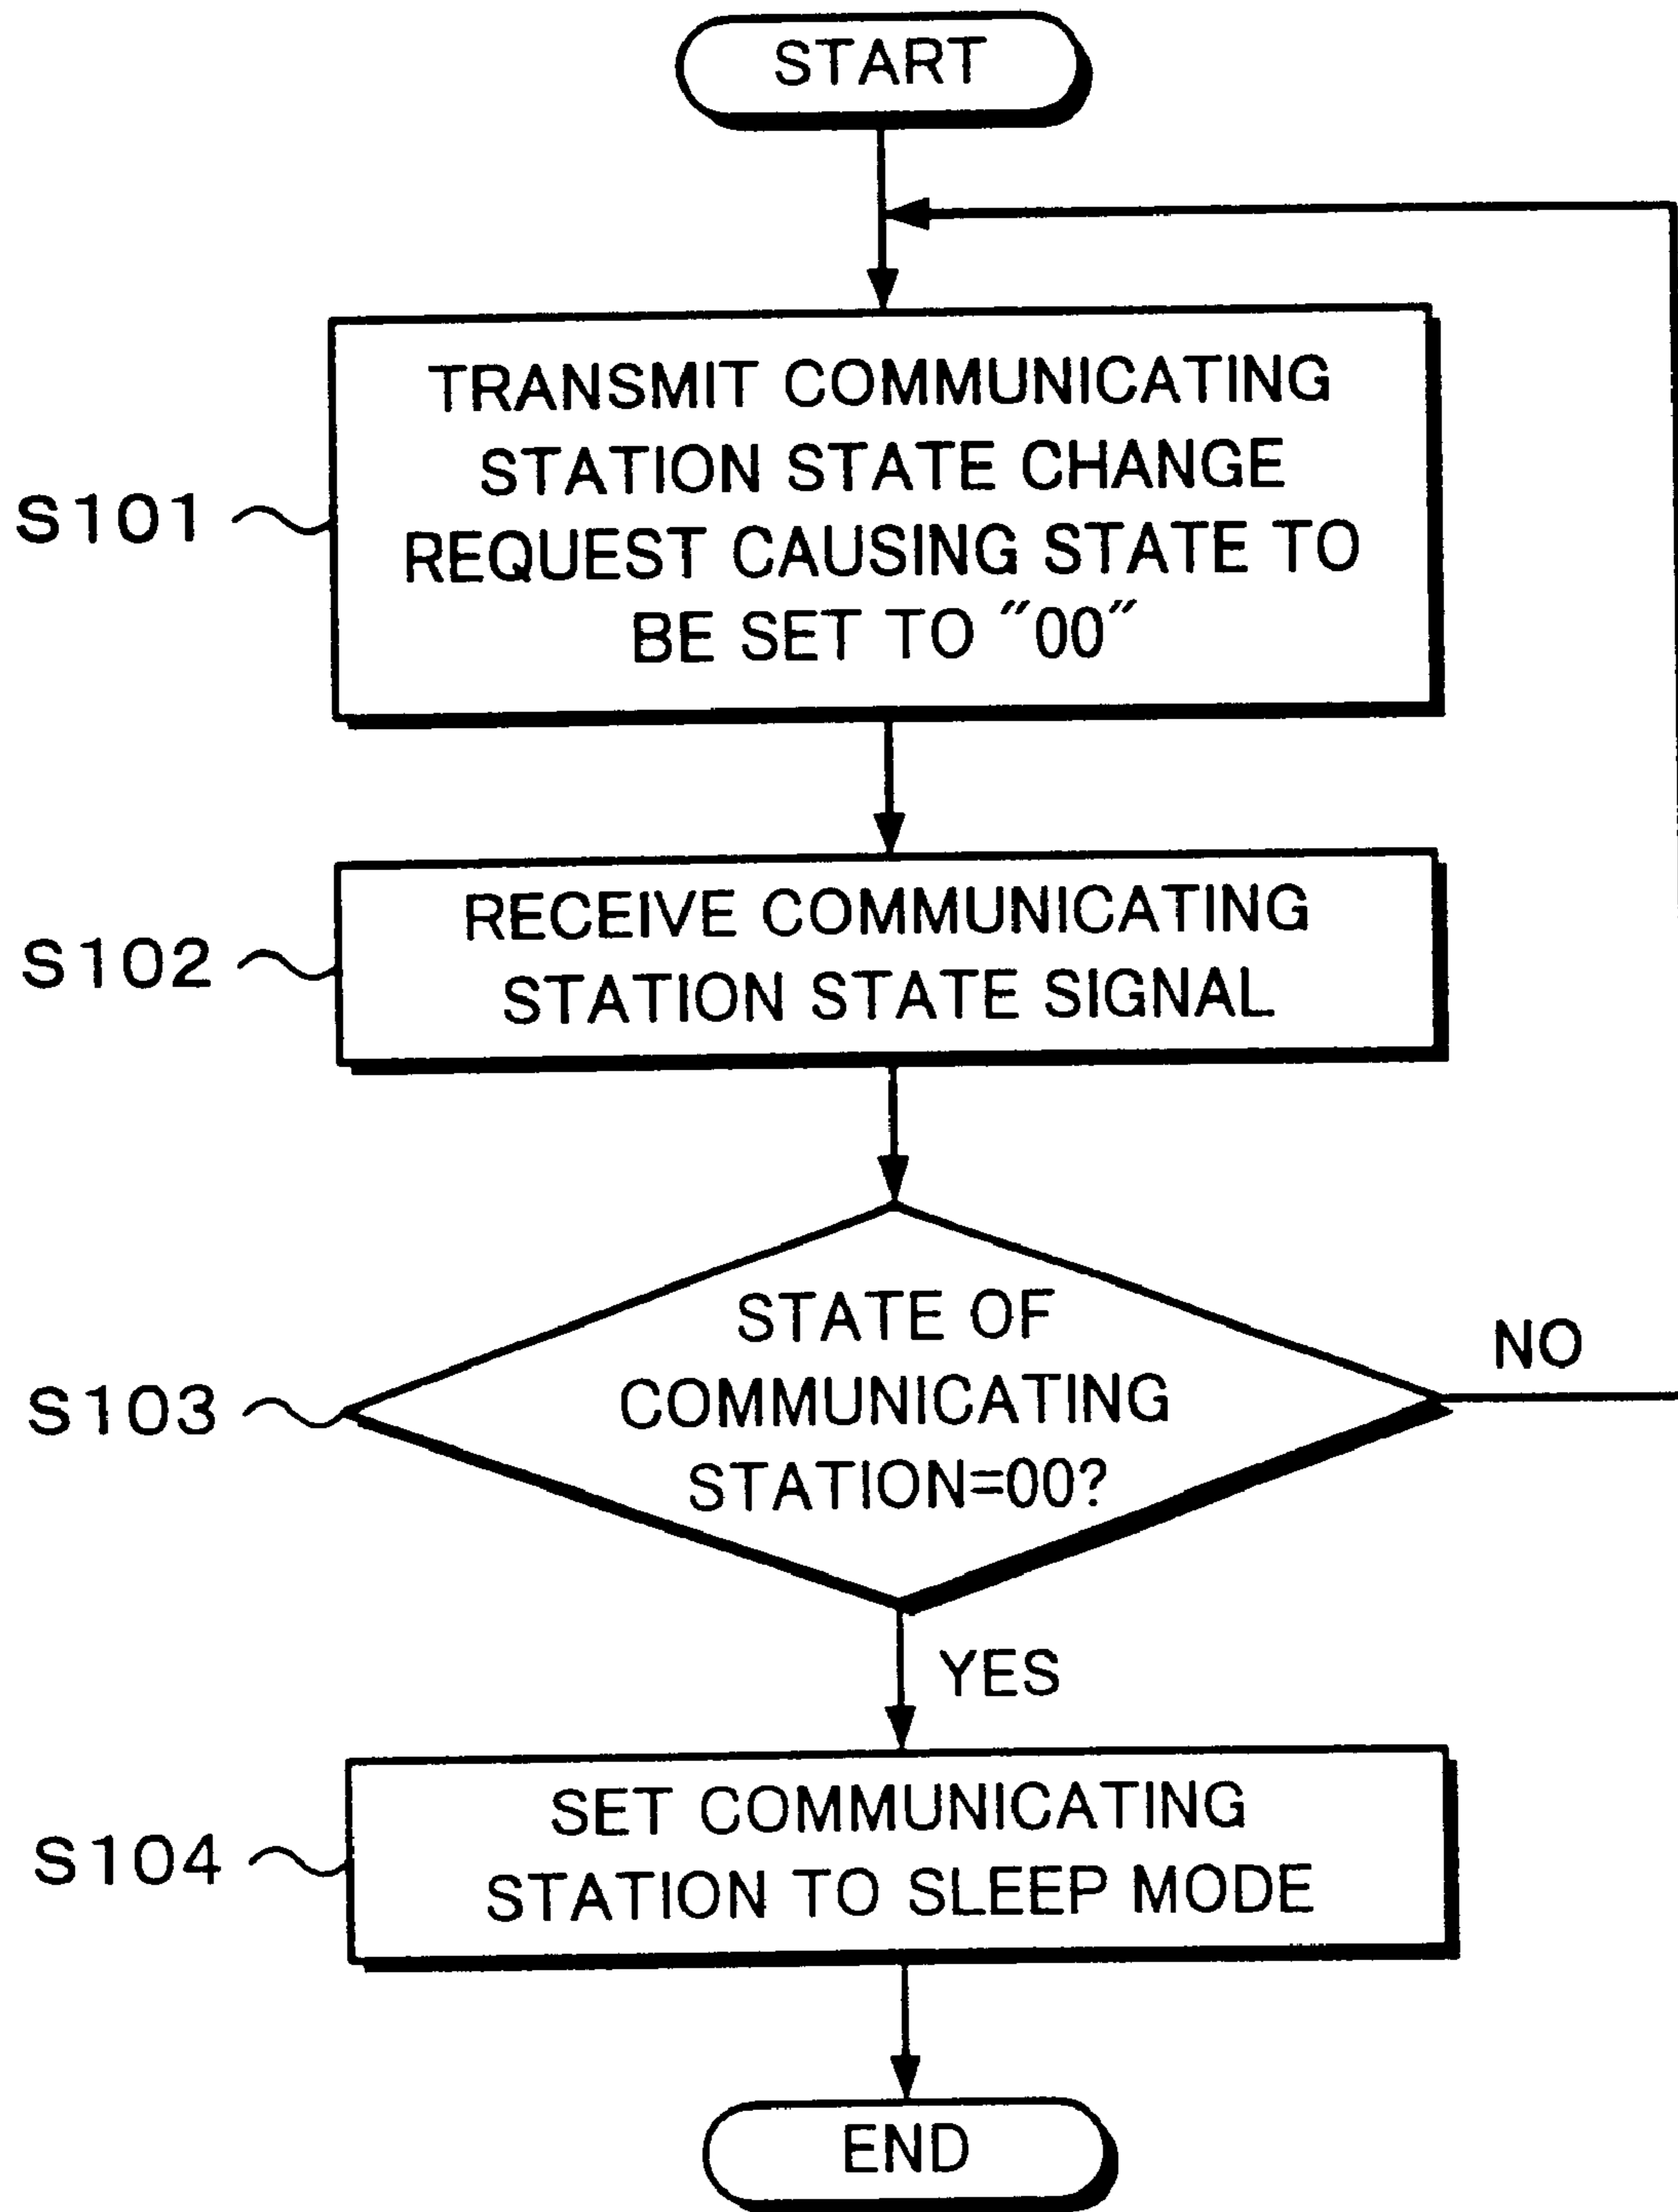 START
TRANSMIT COMMUNICATING
STATION STATE CHANGE
REQUEST CAUSING STATE TO
BE SET TO "00"
S101
RECEIVE COMMUNICATING
STATION STATE SIGNAL
S102
STATE OF
COMMUNICATING
STATION=00?
S103
NO
YES
SET COMMUNICATING
STATION TO SLEEP MODE
S104
END